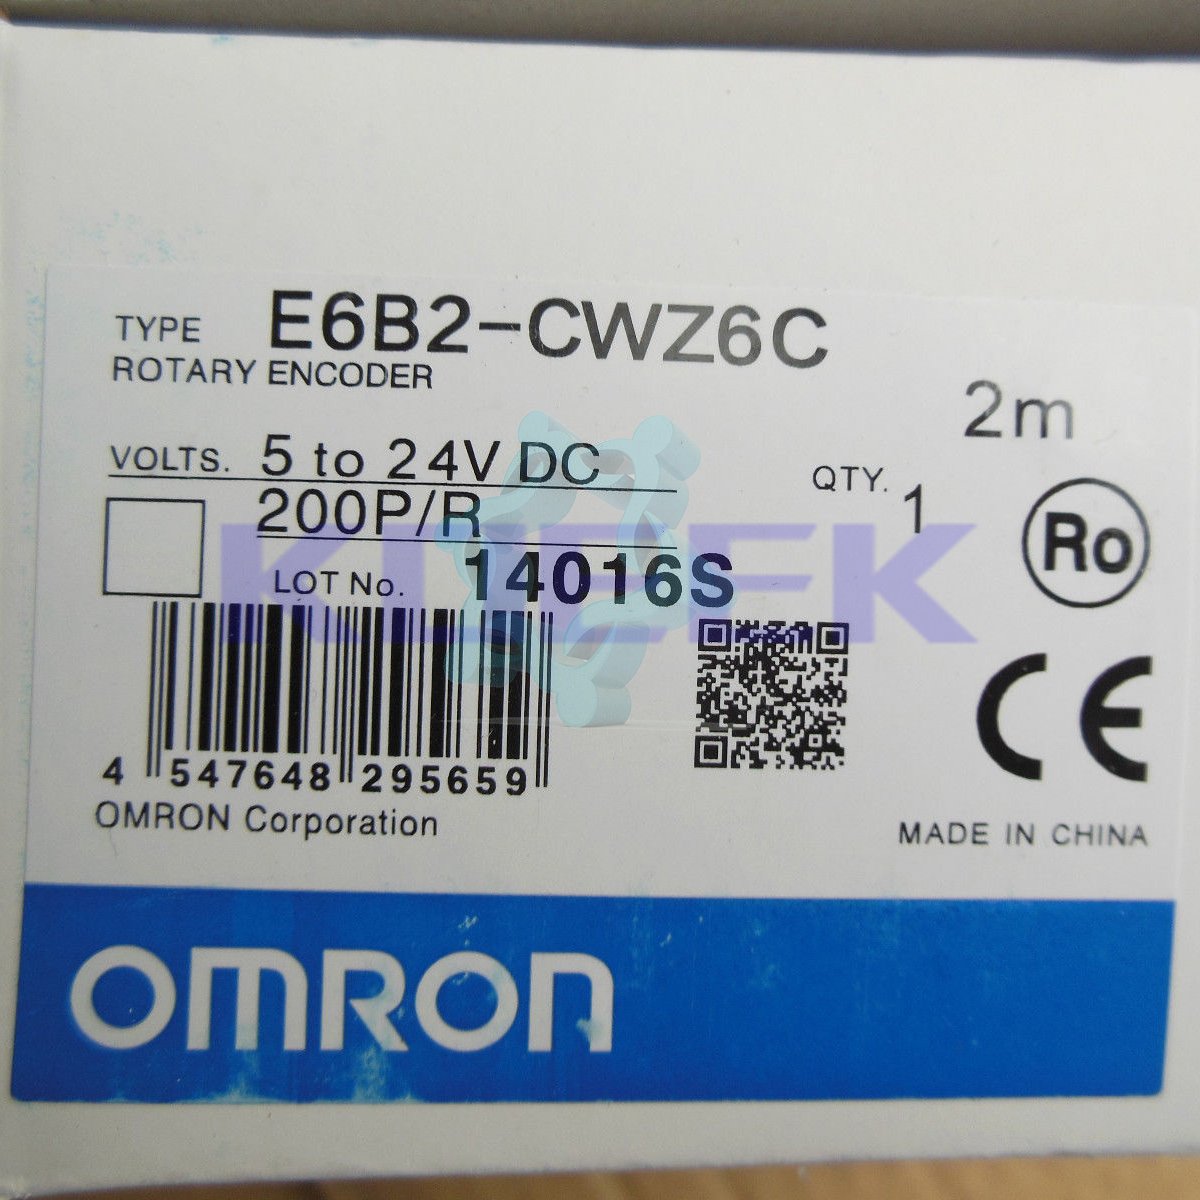 TYPE E6B2-CWZ6C
ROTARY ENCODER
2m
VOLTS. 5 to 24V DC
QTY. 1
200P/R
Ro
LOT No. 14016S
CE
4 547648 295659
OMRON Corporation
MADE IN CHINA
OMRON